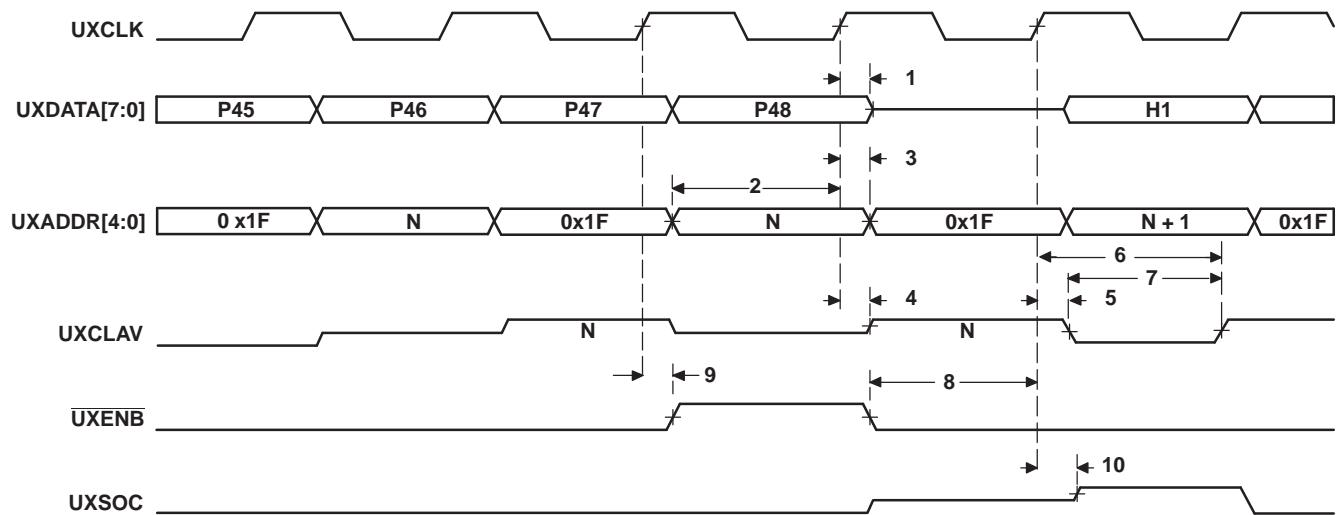 UXCLK
1
UXDATA[7:0] P45 P46 P47 P48 H1
3
2
UXADDR[4:0] 0 x1F N 0x1F N 0x1F N + 1 0x1F
6
7
4 5
UXCLAV N N
9 8
UXENB
10
UXSOC